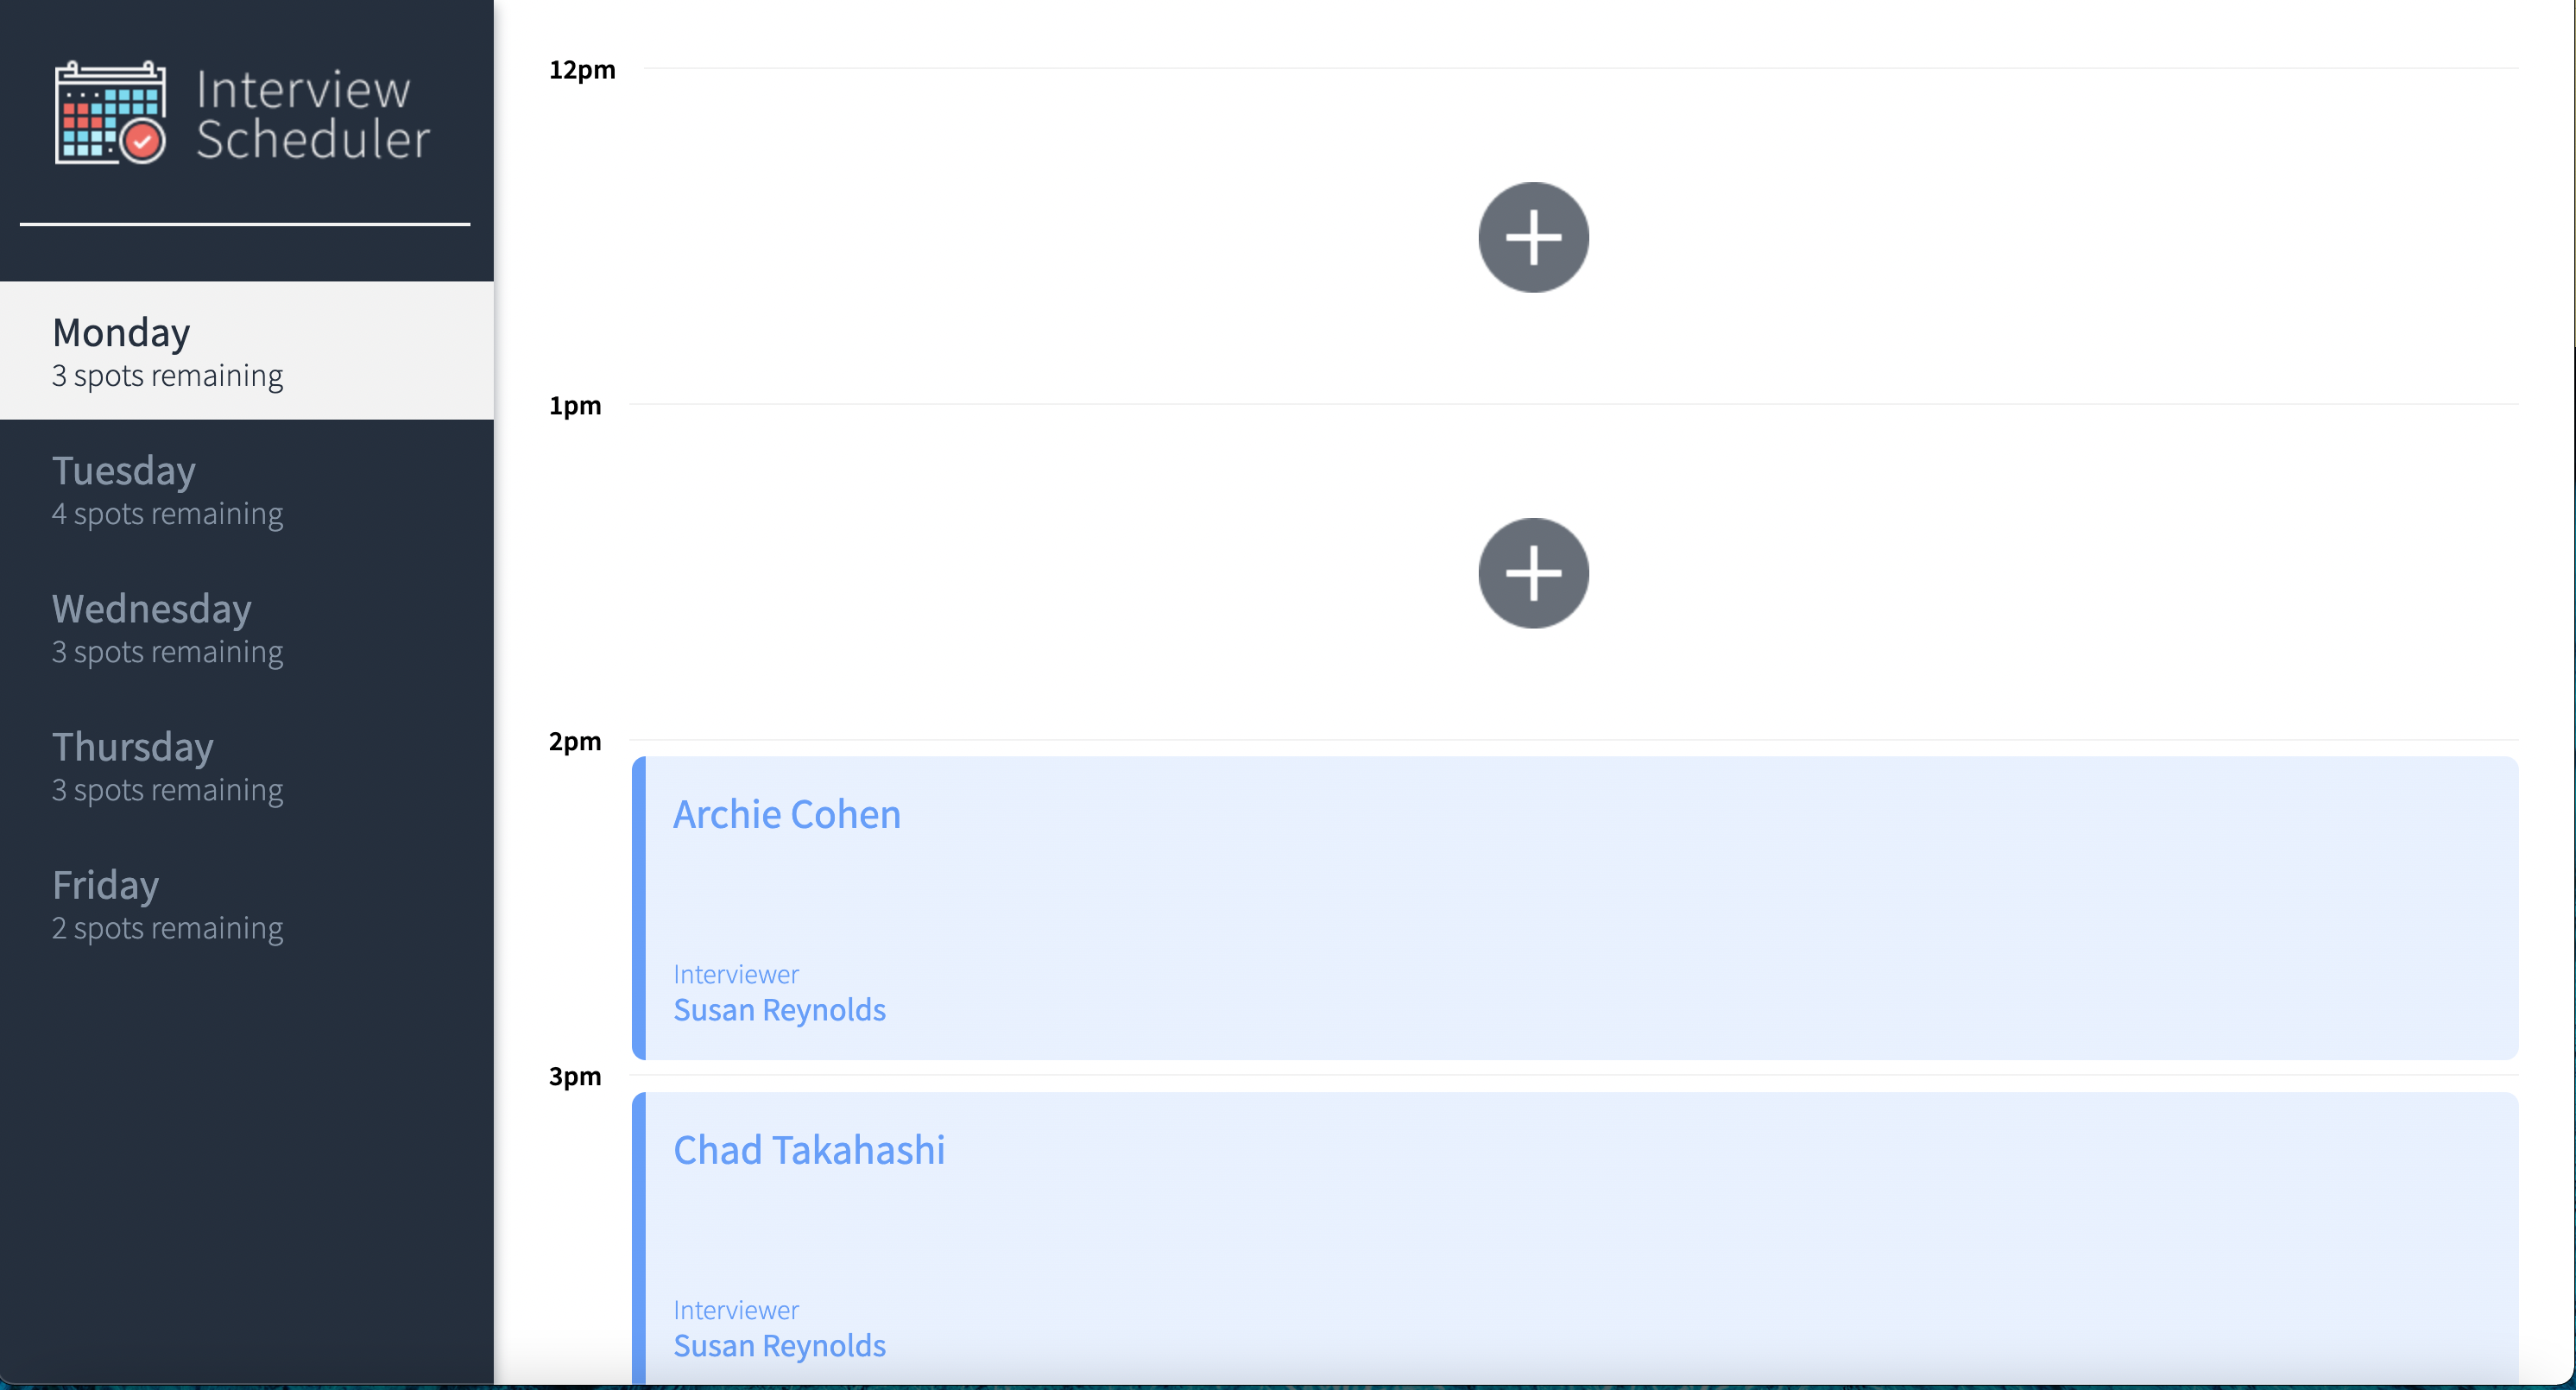 Interview
Scheduler
Monday
3 spots remaining
Tuesday
4 spots remaining
Wednesday
3 spots remaining
Thursday
3 spots remaining
Friday
2 spots remaining
12pm
1pm
2pm
Archie Cohen
Interviewer
Susan Reynolds
3pm
Chad Takahashi
Interviewer
Susan Reynolds